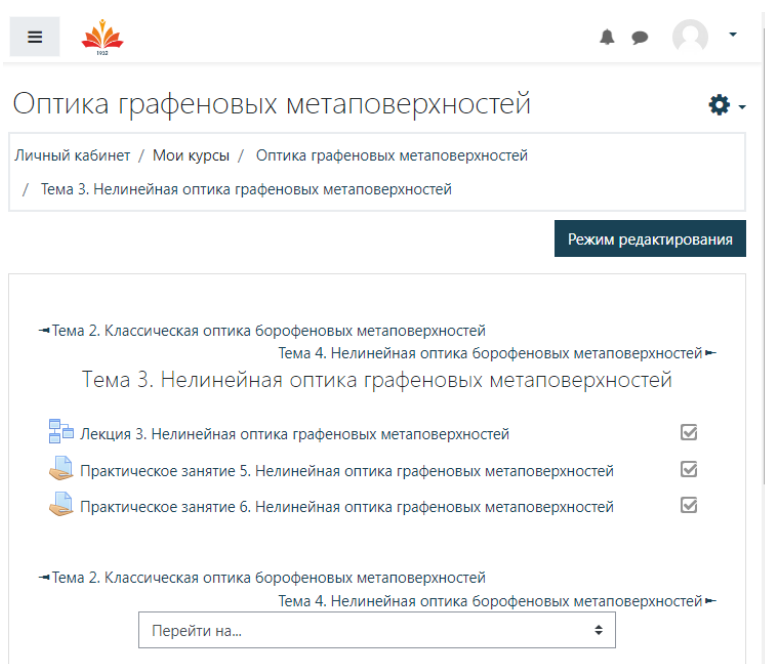 1932
Оптика графеновых метаповерхностей
Личный кабинет / Мои курсы / Оптика графеновых метаповерхностей
/ Тема 3. Нелинейная оптика графеновых метаповерхностей
Режим редактирования
Тема 2. Классическая оптика борофеновых метаповерхностей
Тема 4. Нелинейная оптика борофеновых метаповерхностей
Тема 3. Нелинейная оптика графеновых метаповерхностей
Лекция 3. Нелинейная оптика графеновых метаповерхностей
Практическое занятие 5. Нелинейная оптика графеновых метаповерхностей
Практическое занятие 6. Нелинейная оптика графеновых метаповерхностей
Тема 2. Классическая оптика борофеновых метаповерхностей
Тема 4. Нелинейная оптика борофеновых метаповерхностей
Перейти на...